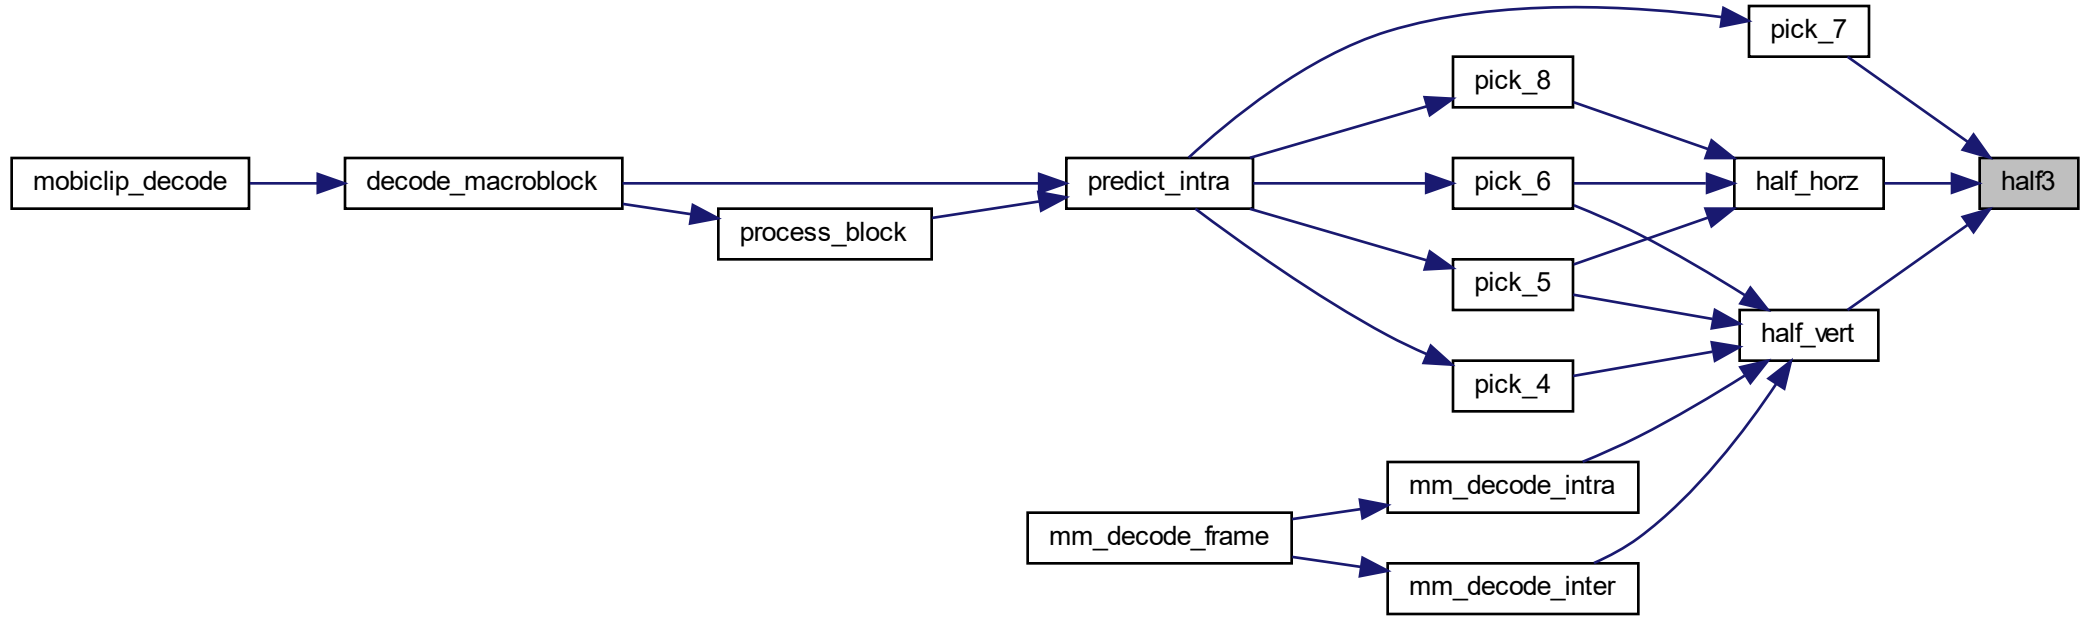 pick_7
pick_8
mobiclip_decode
decode_macroblock
predict_intra
pick_6
half_horz
half3
process_block
pick_5
half_vert
pick_4
mm_decode_intra
mm_decode_frame
mm_decode_inter